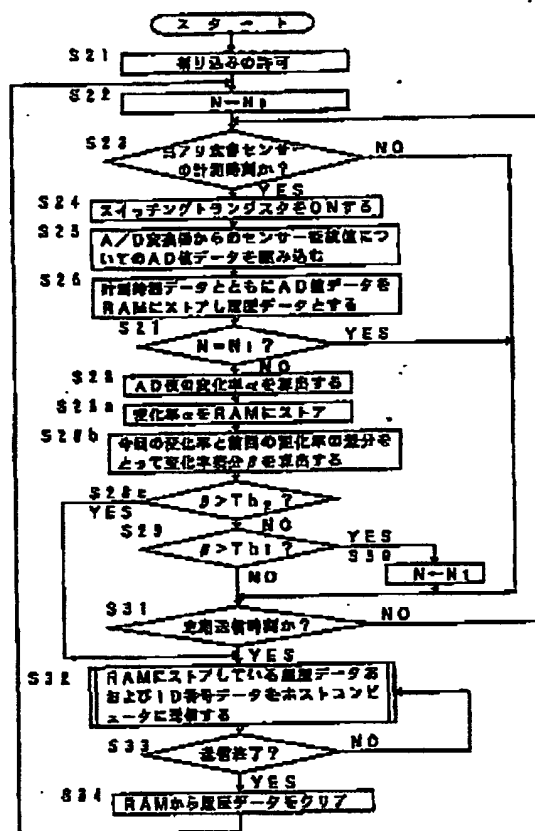 スタート
S21
割り込みの許可
S22
N←N0
S23
NO
の計測時刻か?
YES
S24
スイッチングトランジスタをONする
S25
A/D変換器からのセンサー抵抗値につ
いてのAD値データを読み込む
S26
計測時刻データとともにAD値データを
RAMにストアし履歴データとする
S27
YES
N=N1?
NO
S28
AD値の変化率αを算出する
S28a
変化率αをRAMにストア
S28b
今回の変化率と前回の変化率の差分を
とって変化率差分βを算出する
S28c
YES
β>Th2?
S29
NO
YES
β>Th1?
S30
N←N1
NO
S31
NO
定期送信時刻か?
YES
S32
RAMにストアしている履歴データお
およびID番号データをホストコンピ
ュータに送信する
S33
NO
送信終了?
YES
S34
RAMから履歴データをクリア